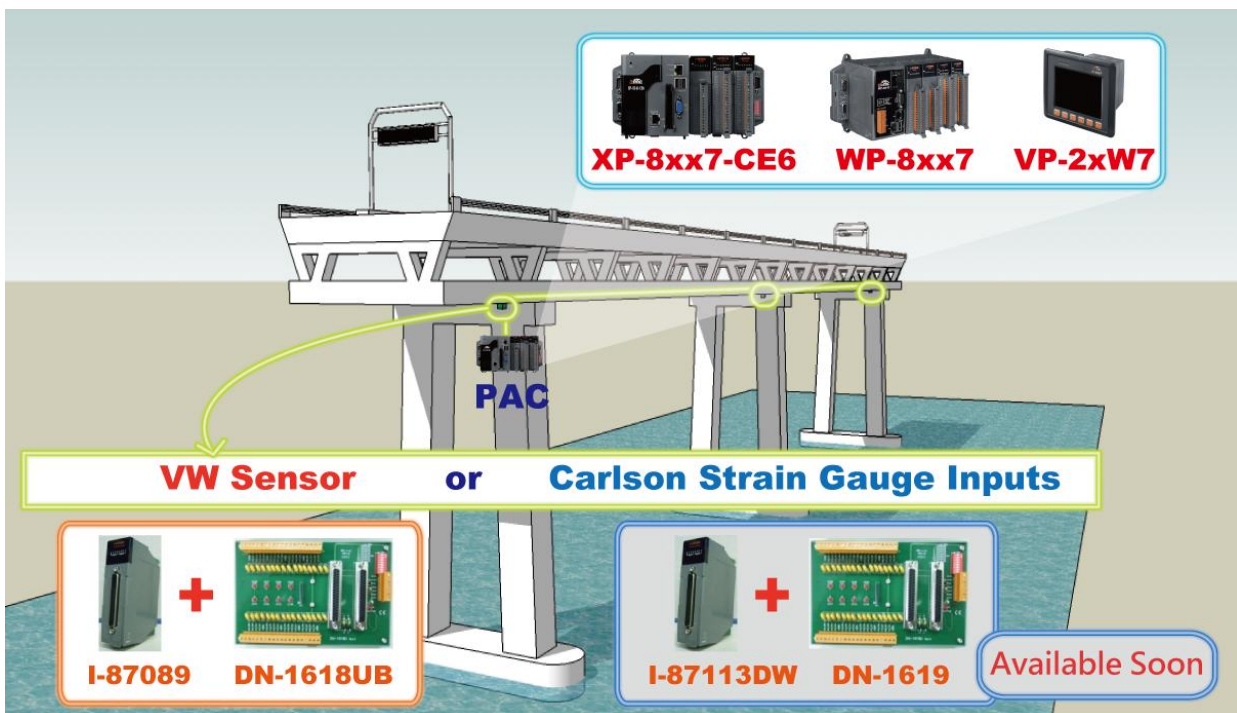 XP-8xx7-CE6 WP-8xx7 VP-2xW7
PAC
VW Sensor or Carlson Strain Gauge Inputs
I-87089 + DN-1618UB
I-87113DW + DN-1619
Available Soon